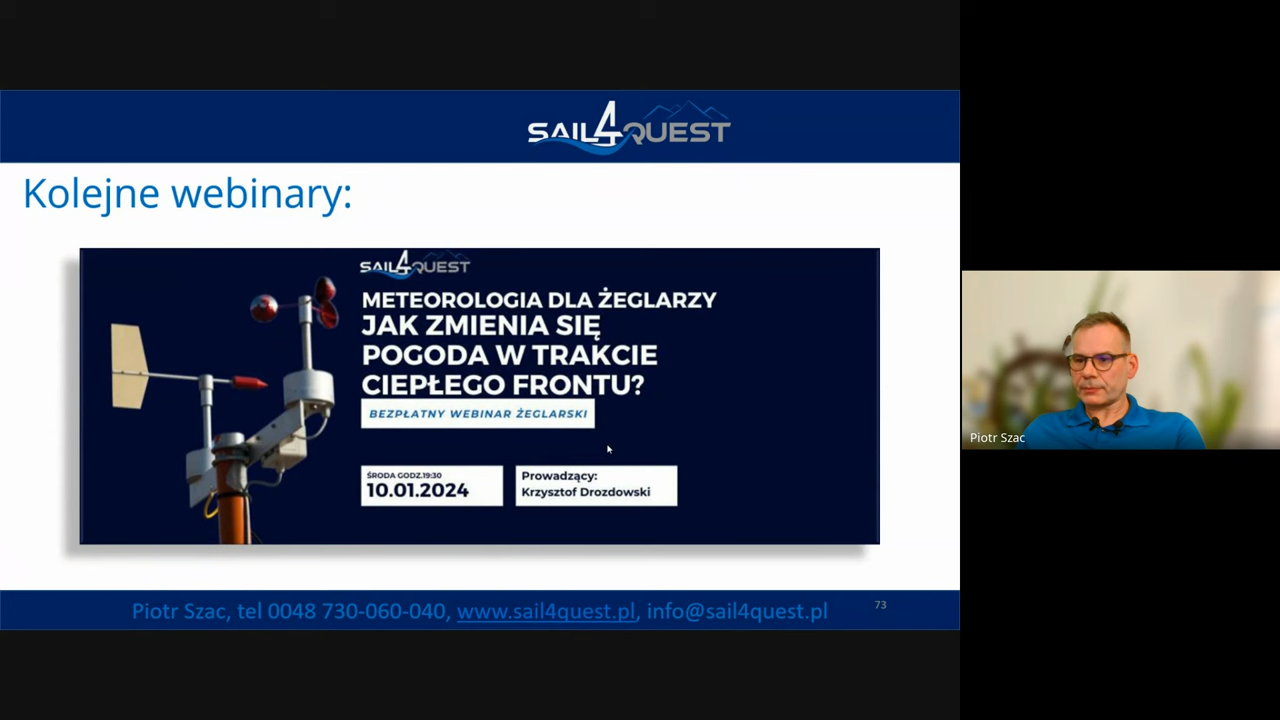 SAIL4QUEST
Kolejne webinary:
SAIL4QUEST
METEOROLOGIA DLA ŻEGLARZY
JAK ZMIENIA SIĘ
POGODA W TRAKCIE
CIEPŁEGO FRONTU?
BEZPŁATNY WEBINAR ŻEGLARSKI
ŚRODA GODZ.19:30
10.01.2024
Prowadzący:
Krzysztof Drozdowski
Piotr Szac
Piotr Szac, tel 0048 730-060-040, www.sail4quest.pl, info@sail4quest.pl
73